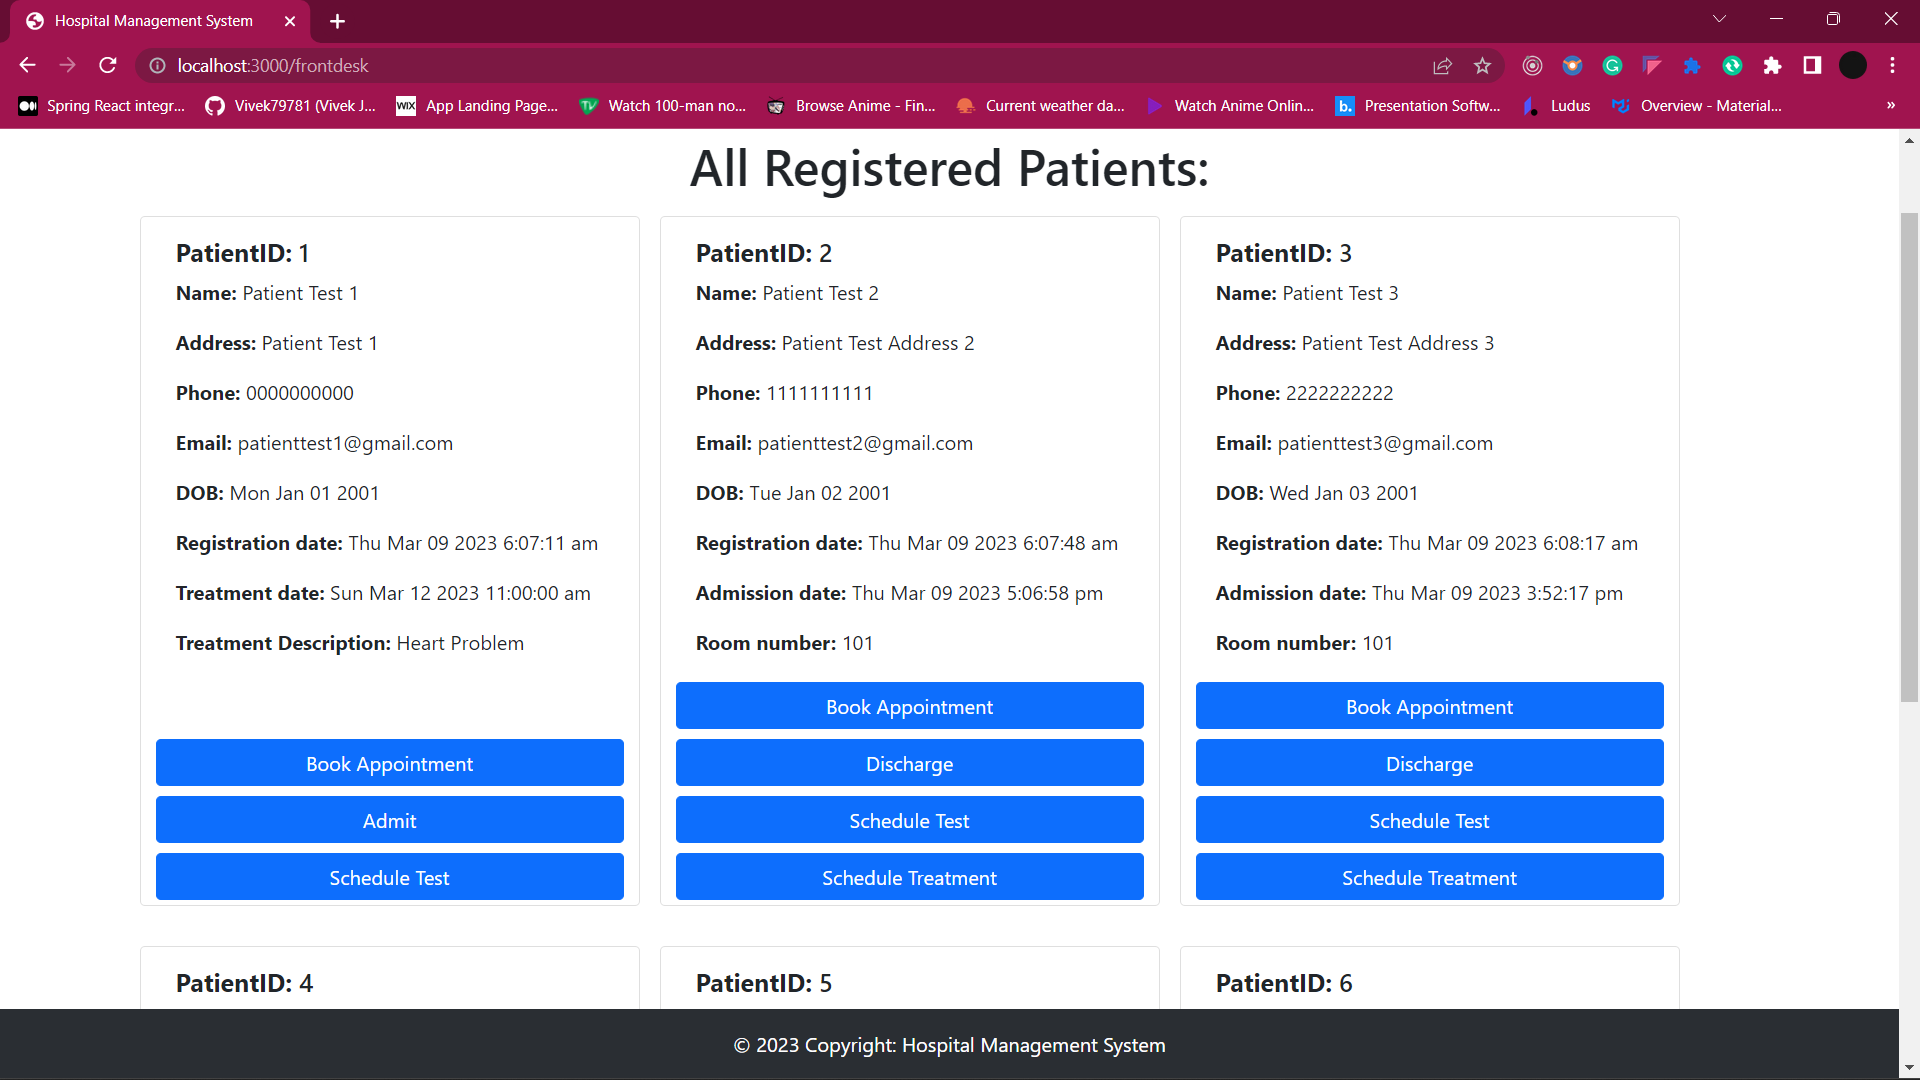 Hospital Management System
localhost:3000/frontdesk
Spring React integr...
Vivek79781 (Vivek J...
WIX App Landing Page...
TV Watch 100-man no...
Browse Anime - Fin...
Current weather da...
Watch Anime Onlin...
b. Presentation Softw...
Ludus
Overview - Material...
»
All Registered Patients:
PatientID: 1
Name: Patient Test 1
Address: Patient Test 1
Phone: 0000000000
Email: patienttest1@gmail.com
DOB: Mon Jan 01 2001
Registration date: Thu Mar 09 2023 6:07:11 am
Treatment date: Sun Mar 12 2023 11:00:00 am
Treatment Description: Heart Problem
Book Appointment
Admit
Schedule Test
PatientID: 2
Name: Patient Test 2
Address: Patient Test Address 2
Phone: 1111111111
Email: patienttest2@gmail.com
DOB: Tue Jan 02 2001
Registration date: Thu Mar 09 2023 6:07:48 am
Admission date: Thu Mar 09 2023 5:06:58 pm
Room number: 101
Book Appointment
Discharge
Schedule Test
Schedule Treatment
PatientID: 3
Name: Patient Test 3
Address: Patient Test Address 3
Phone: 2222222222
Email: patienttest3@gmail.com
DOB: Wed Jan 03 2001
Registration date: Thu Mar 09 2023 6:08:17 am
Admission date: Thu Mar 09 2023 3:52:17 pm
Room number: 101
Book Appointment
Discharge
Schedule Test
Schedule Treatment
PatientID: 4
PatientID: 5
PatientID: 6
© 2023 Copyright: Hospital Management System